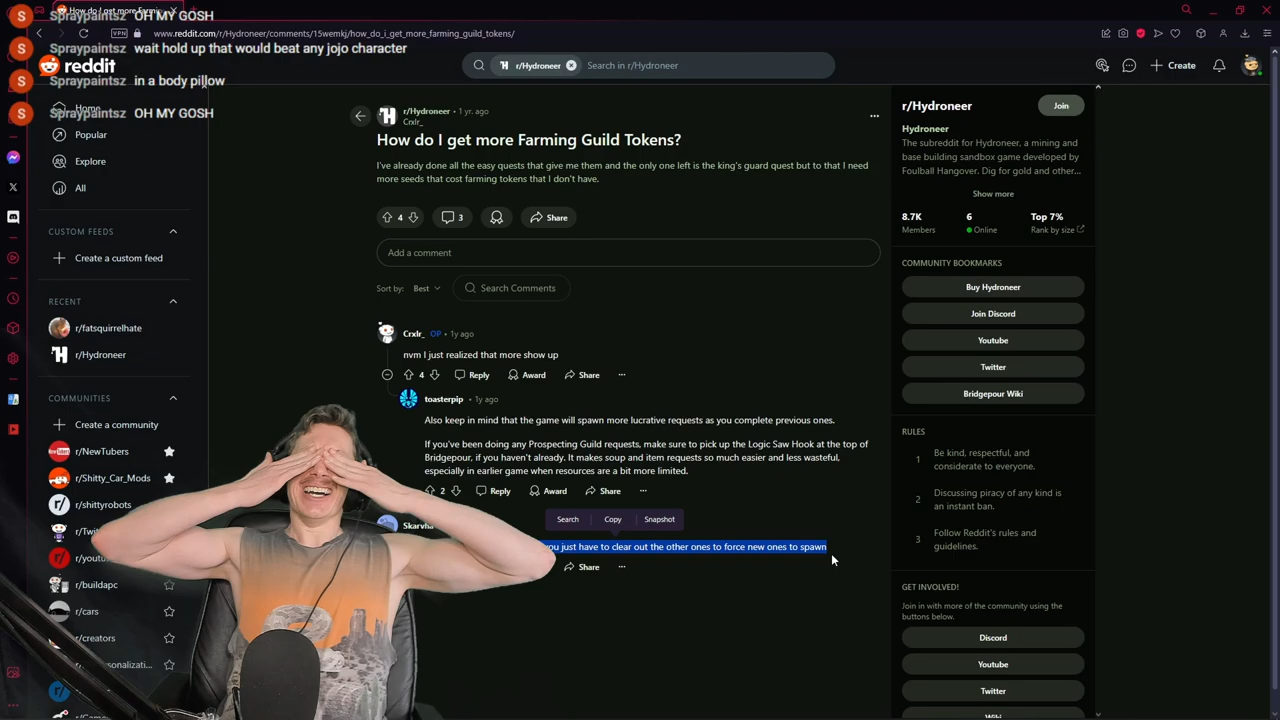 How do I get more Farming
Spraypaintsz OH MY GOSH
Spraypaintsz wait hold up that would beat any jojo character
Spraypaintsz in a body pillow
Spraypaintsz OH MY GOSH
VPN
www.reddit.com/r/Hydroneer/comments/15wemkj/how_do_i_get_more_farming_guild_tokens/
reddit
r/Hydroneer
Search in r/Hydroneer
Create
Home
Popular
Explore
All
CUSTOM FEEDS
Create a custom feed
RECENT
r/fatsquirrelhate
r/Hydroneer
COMMUNITIES
Create a community
r/NewTubers
r/Shitty_Car_Mods
r/shittyrobots
r/Twi
r/youtu
r/buildapc
r/cars
r/creators
r/Hydroneer • 1 yr. ago
Crxlr_
How do I get more Farming Guild Tokens?
I've already done all the easy quests that give me them and the only one left is the king's guard quest but to that I need
more seeds that cost farming tokens that I don't have.
4
3
Share
Add a comment
Sort by: Best
Search Comments
Crxlr_ OP • 1y ago
nvm I just realized that more show up
4 Reply Award Share
toasterpip • 1y ago
Also keep in mind that the game will spawn more lucrative requests as you complete previous ones.
If you've been doing any Prospecting Guild requests, make sure to pick up the Logic Saw Hook at the top of
Bridgepour, if you haven't already. It makes soup and item requests so much easier and less wasteful,
especially in earlier game when resources are a bit more limited.
2 Reply Award Share
Search Copy Snapshot
Skarvha
you just have to clear out the other ones to force new ones to spawn
Share
r/Hydroneer
Join
Hydroneer
The subreddit for Hydroneer, a mining and
base building sandbox game developed by
Foulball Hangover. Dig for gold and other...
Show more
8.7K 6 Top 7%
Members Online Rank by size
COMMUNITY BOOKMARKS
Buy Hydroneer
Join Discord
Youtube
Twitter
Bridgepour Wiki
RULES
1 Be kind, respectful, and
considerate to everyone.
2 Discussing piracy of any kind is
an instant ban.
3 Follow Reddit's rules and
guidelines.
GET INVOLVED!
Join in with more of the community using the
buttons below.
Discord
Youtube
Twitter
Wiki